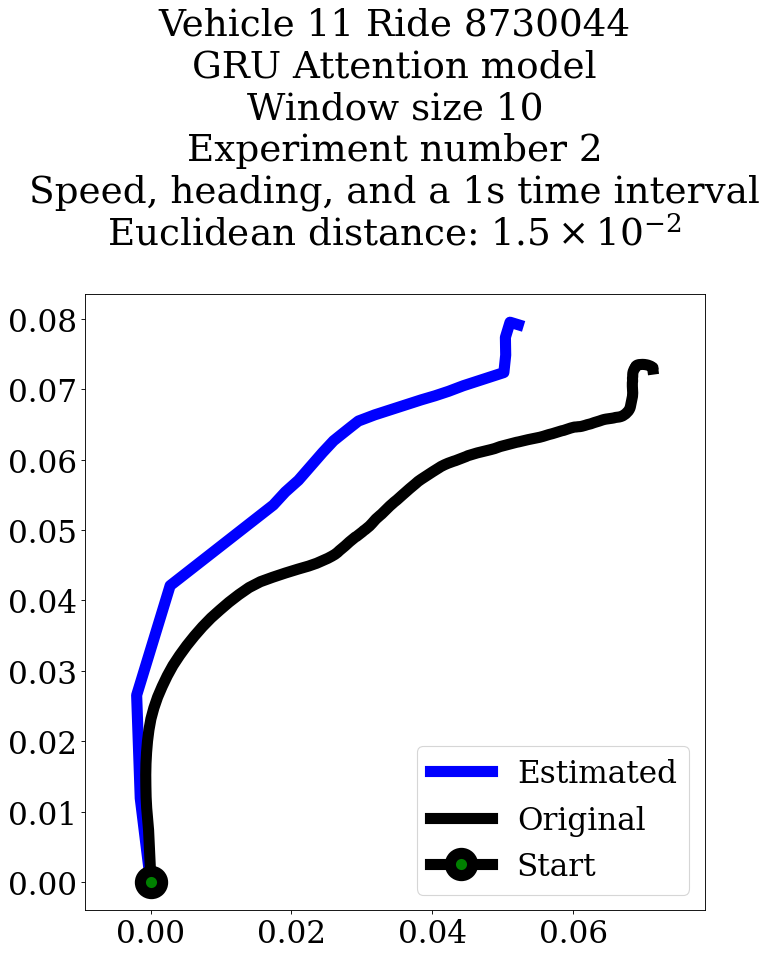 Vehicle 11 Ride 8730044
GRU Attention model
Window size 10
Experiment number 2
Speed, heading, and a 1s time interval
Euclidean distance: 1.5 × 10⁻²
0.08
0.07
0.06
0.05
0.04
0.03
0.02
0.01
0.00
Estimated
Original
Start
0.00 0.02 0.04 0.06